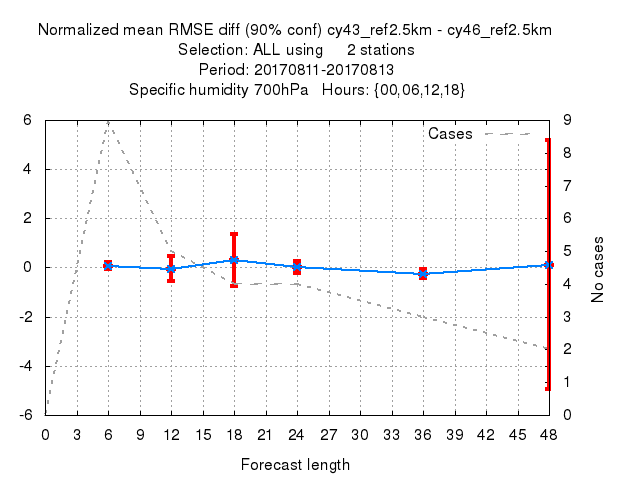 Normalized mean RMSE diff (90% conf) cy43_ref2.5km - cy46_ref2.5km
Selection: ALL using 2 stations
Period: 20170811-20170813
Specific humidity 700hPa Hours: {00,06,12,18}
Cases
6
4
2
0
-2
-4
-6
9
8
7
6
5
4
3
2
1
0
No cases
0 3 6 9 12 15 18 21 24 27 30 33 36 39 42 45 48
Forecast length